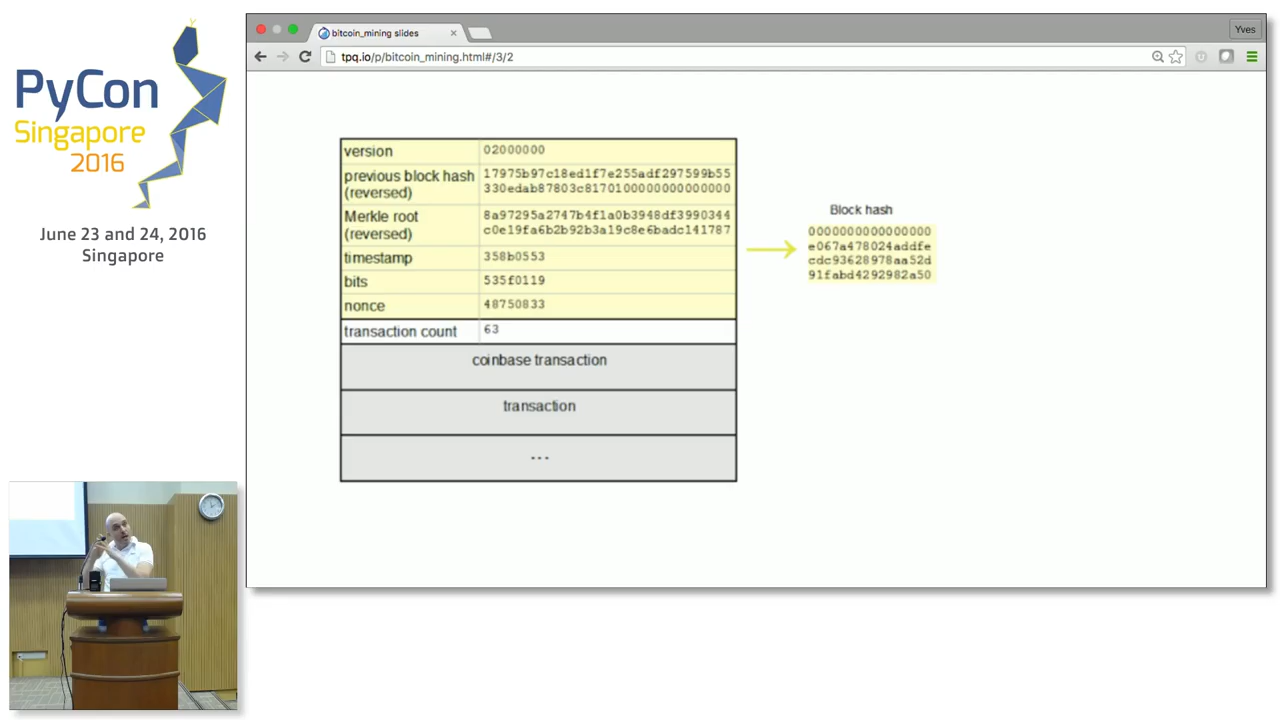 PyCon
Singapore
2016
June 23 and 24, 2016
Singapore
bitcoin_mining slides
Yves
tpq.io/p/bitcoin_mining.html#/3/2
version 02000000
previous block hash 17975b97c18ed1f7e255adf297599b55
(reversed) 330edab87803c8170100000000000000
Merkle root 8a97295a2747b4f1a0b3948df3990344
(reversed) c0e19fa6b2b92b3a19c8e6badc141787
timestamp 358b0553
bits 535f0119
nonce 48750833
transaction count 63
coinbase transaction
transaction
...
Block hash
0000000000000000
e067a478024addfe
cdc93628978aa52d
91fabd4292982a50